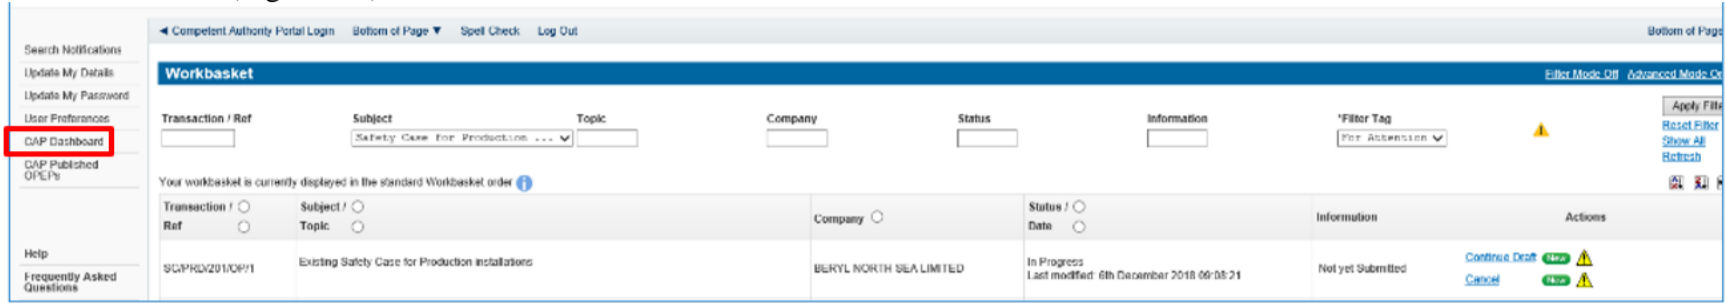 Competent Authority Portal Login Bottom of Page Spell Check Log Out
Bottom of Page
Search Notifications
Update My Details
Update My Password
User Preferences
CAP Dashboard
CAP Published
OPEPs
Help
Frequently Asked
Questions
Workbasket
Filter Mode Off Advanced Mode On
Transaction / Ref Subject Topic Company Status Information *Filter Tag
Safety Case for Production ... For Attention
Apply Filte
Reset Filter
Show All
Refresh
Your workbasket is currently displayed in the standard Workbasket order
Transaction / Ref
Subject / Topic
Company
Status / Date
Information
Actions
SC/PRD/201/OP/1
Existing Safety Case for Production installations
BERYL NORTH SEA LIMITED
In Progress
Last modified: 6th December 2018 09:08:21
Not yet Submitted
Continue Draft New
Cancel New